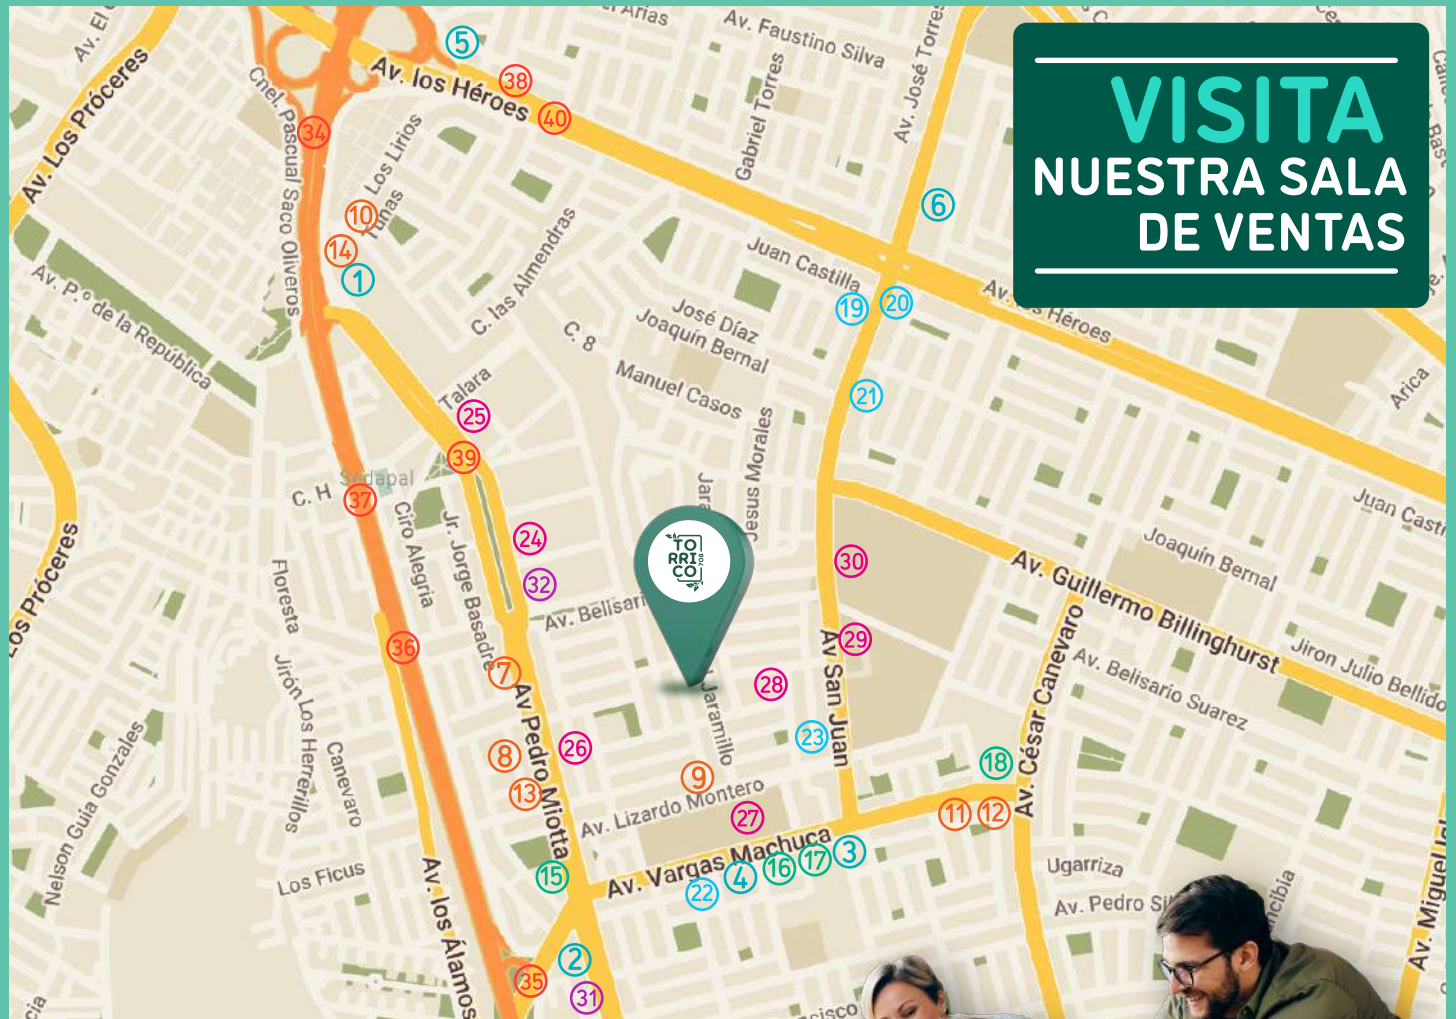 VISITA
NUESTRA SALA
DE VENTAS
Av. Faustino Silva
Av. José Torres
Av. Los Próceres
Av. los Héroes
Cnel. Pascual Saco Oliveros
Los Lirios
Tunas
Gabriel Torres
5
38
40
34
10
14
1
6
Av. P.º de la República
C. las Almendras
C. 8
Juan Castilla
José Díaz
Joaquín Bernal
Manuel Casos
19
20
21
Héroes
Arica
Talara
25
39
Sedapal
C. H
37
Ciro Alegria
Jr. Jorge Basadre
24
32
Jesus Morales
TO
RRI
CO
708
30
29
28
23
Juan Casti
Joaquín Bernal
Av. Guillermo Billinghurst
Jiron Julio Bellido
Av. Belisario Suarez
Av. César Canevaro
Av San Juan
Jaramillo
Av. Belisari
Los Próceres
Floresta
36
7
Av Pedro Miotta
8
13
26
9
Jirón Los Herrerillos
Canevaro
Nelson Guia Gonzales
Av. Lizardo Montero
27
18
11
12
Av. Vargas Machuca
15
22
4
16
17
3
Los Ficus
Av. los Álamos
Ugarriza
2
35
31